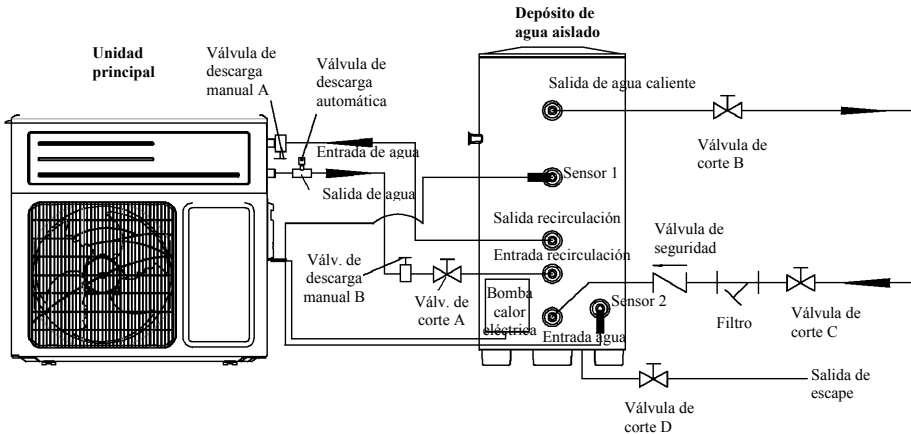 Depósito de
agua aislado
Unidad
principal
Válvula de
descarga
manual A
Válvula de
descarga
automática
Salida de agua caliente
Válvula de
corte B
Entrada de agua
Sensor 1
Salida de agua
Salida recirculación
Válvula de
seguridad
Entrada recirculación
Válv. de
descarga
manual B
Válv. de
corte A
Bomba
calor
eléctrica
Sensor 2
Filtro
Válvula de
corte C
Entrada agua
Salida de
escape
Válvula de
corte D